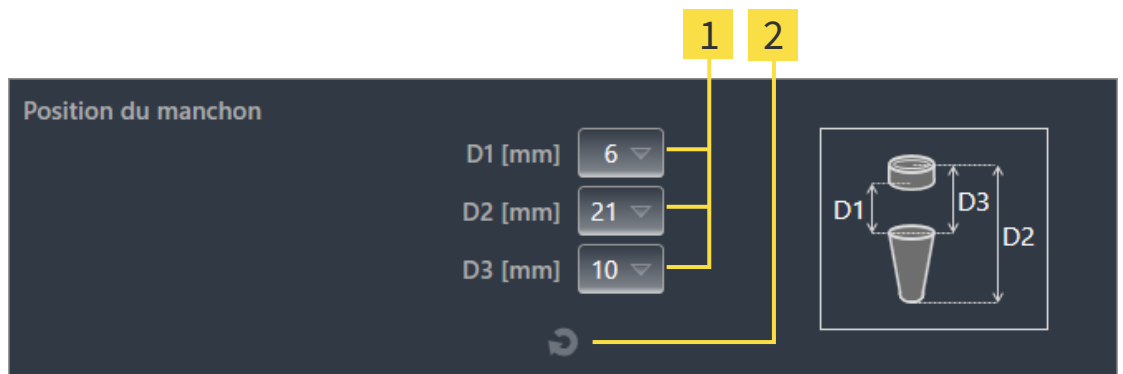 1 2
Position du manchon
D1 [mm] 6
D2 [mm] 21
D3 [mm] 10
D1
D3
D2